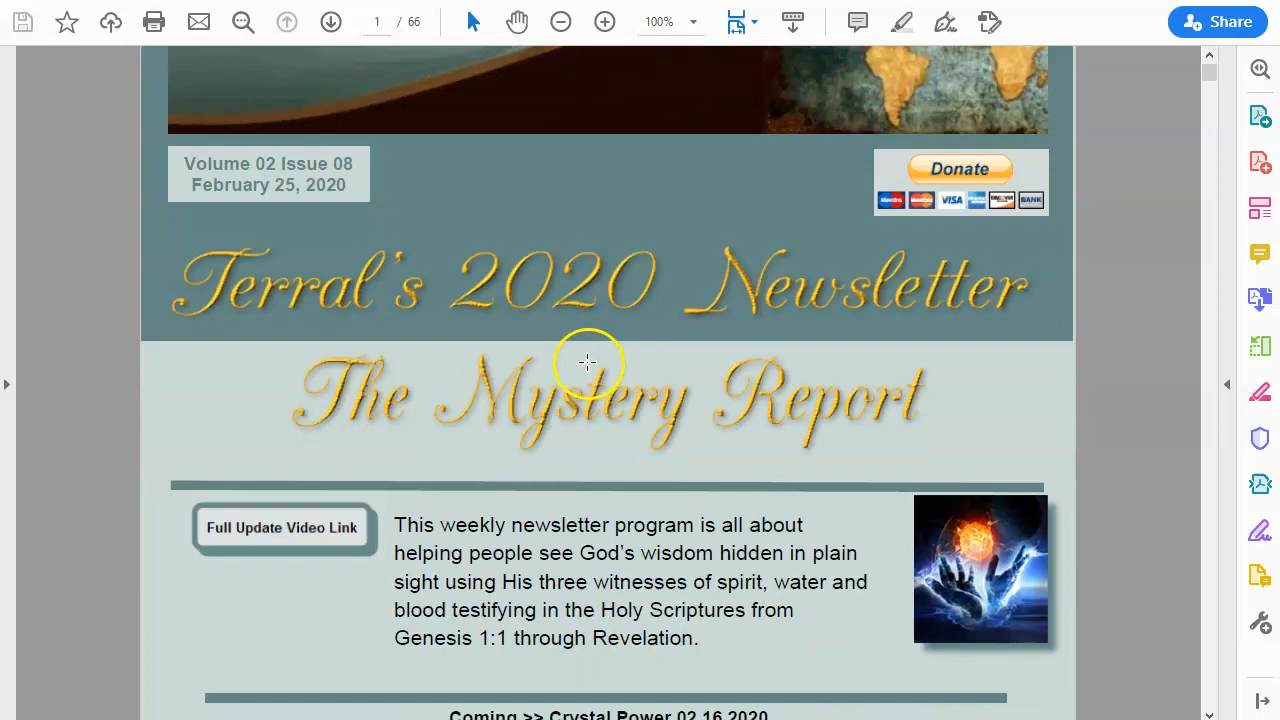 1 / 66
100%
Share
Volume 02 Issue 08
February 25, 2020
Donate
Maestro VISA BANK
Terral's 2020 Newsletter
The Mystery Report
Full Update Video Link
This weekly newsletter program is all about
helping people see God's wisdom hidden in plain
sight using His three witnesses of spirit, water and
blood testifying in the Holy Scriptures from
Genesis 1:1 through Revelation.
Coming >> Crystal Power 02.16.2020